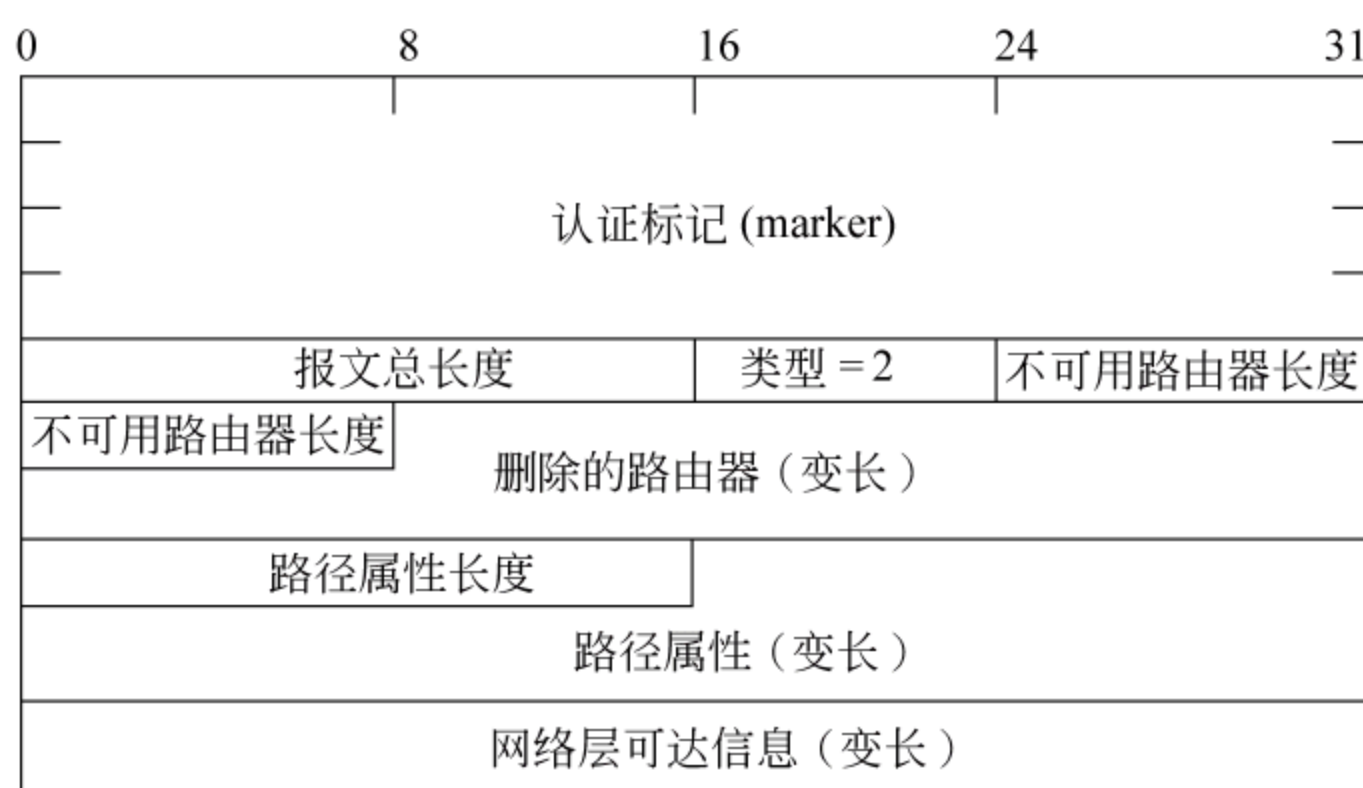 0 8 16 24 31
认证标记 (marker)
报文总长度 类型 = 2 不可用路由器长度
不可用路由器长度
删除的路由器（变长）
路径属性长度
路径属性（变长）
网络层可达信息（变长）